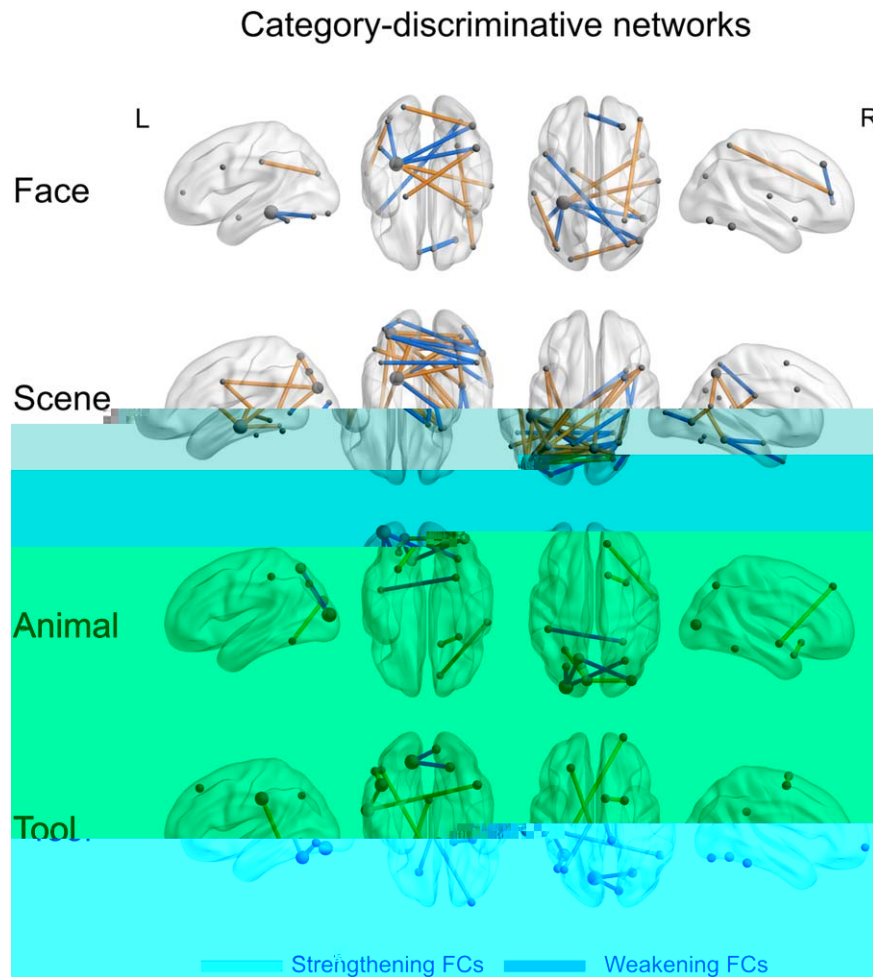 Category-discriminative networks
L
R
Face
Scene
Animal
Tool
Strengthening FCs
Weakening FCs